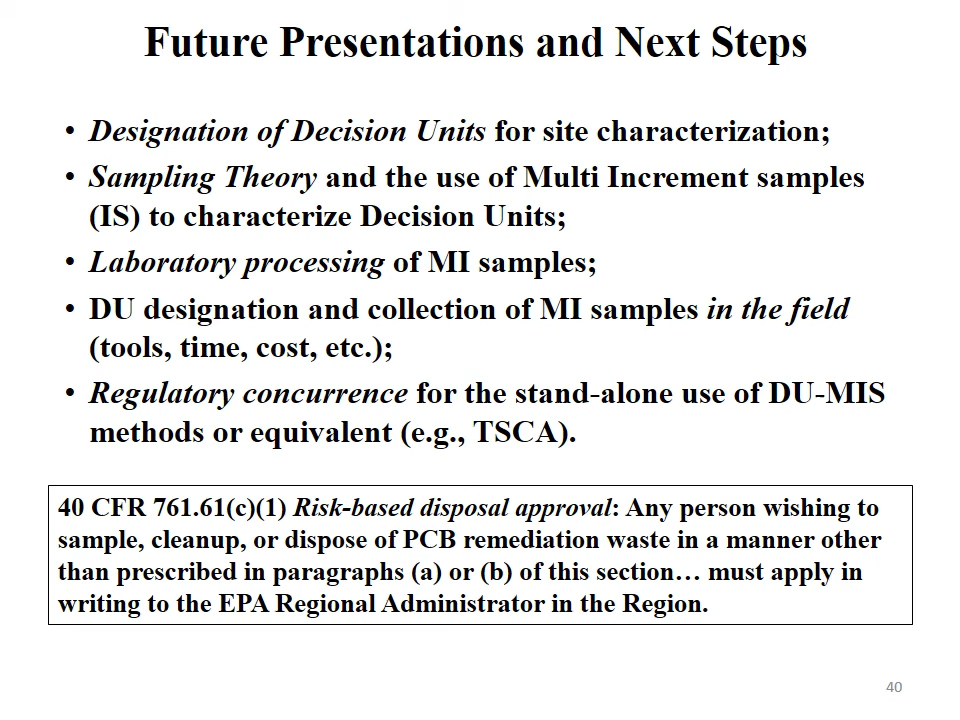 Future Presentations and Next Steps
• Designation of Decision Units for site characterization;
• Sampling Theory and the use of Multi Increment samples
(IS) to characterize Decision Units;
• Laboratory processing of MI samples;
• DU designation and collection of MI samples in the field
(tools, time, cost, etc.);
• Regulatory concurrence for the stand-alone use of DU-MIS
methods or equivalent (e.g., TSCA).
40 CFR 761.61(c)(1) Risk-based disposal approval: Any person wishing to
sample, cleanup, or dispose of PCB remediation waste in a manner other
than prescribed in paragraphs (a) or (b) of this section… must apply in
writing to the EPA Regional Administrator in the Region.
40